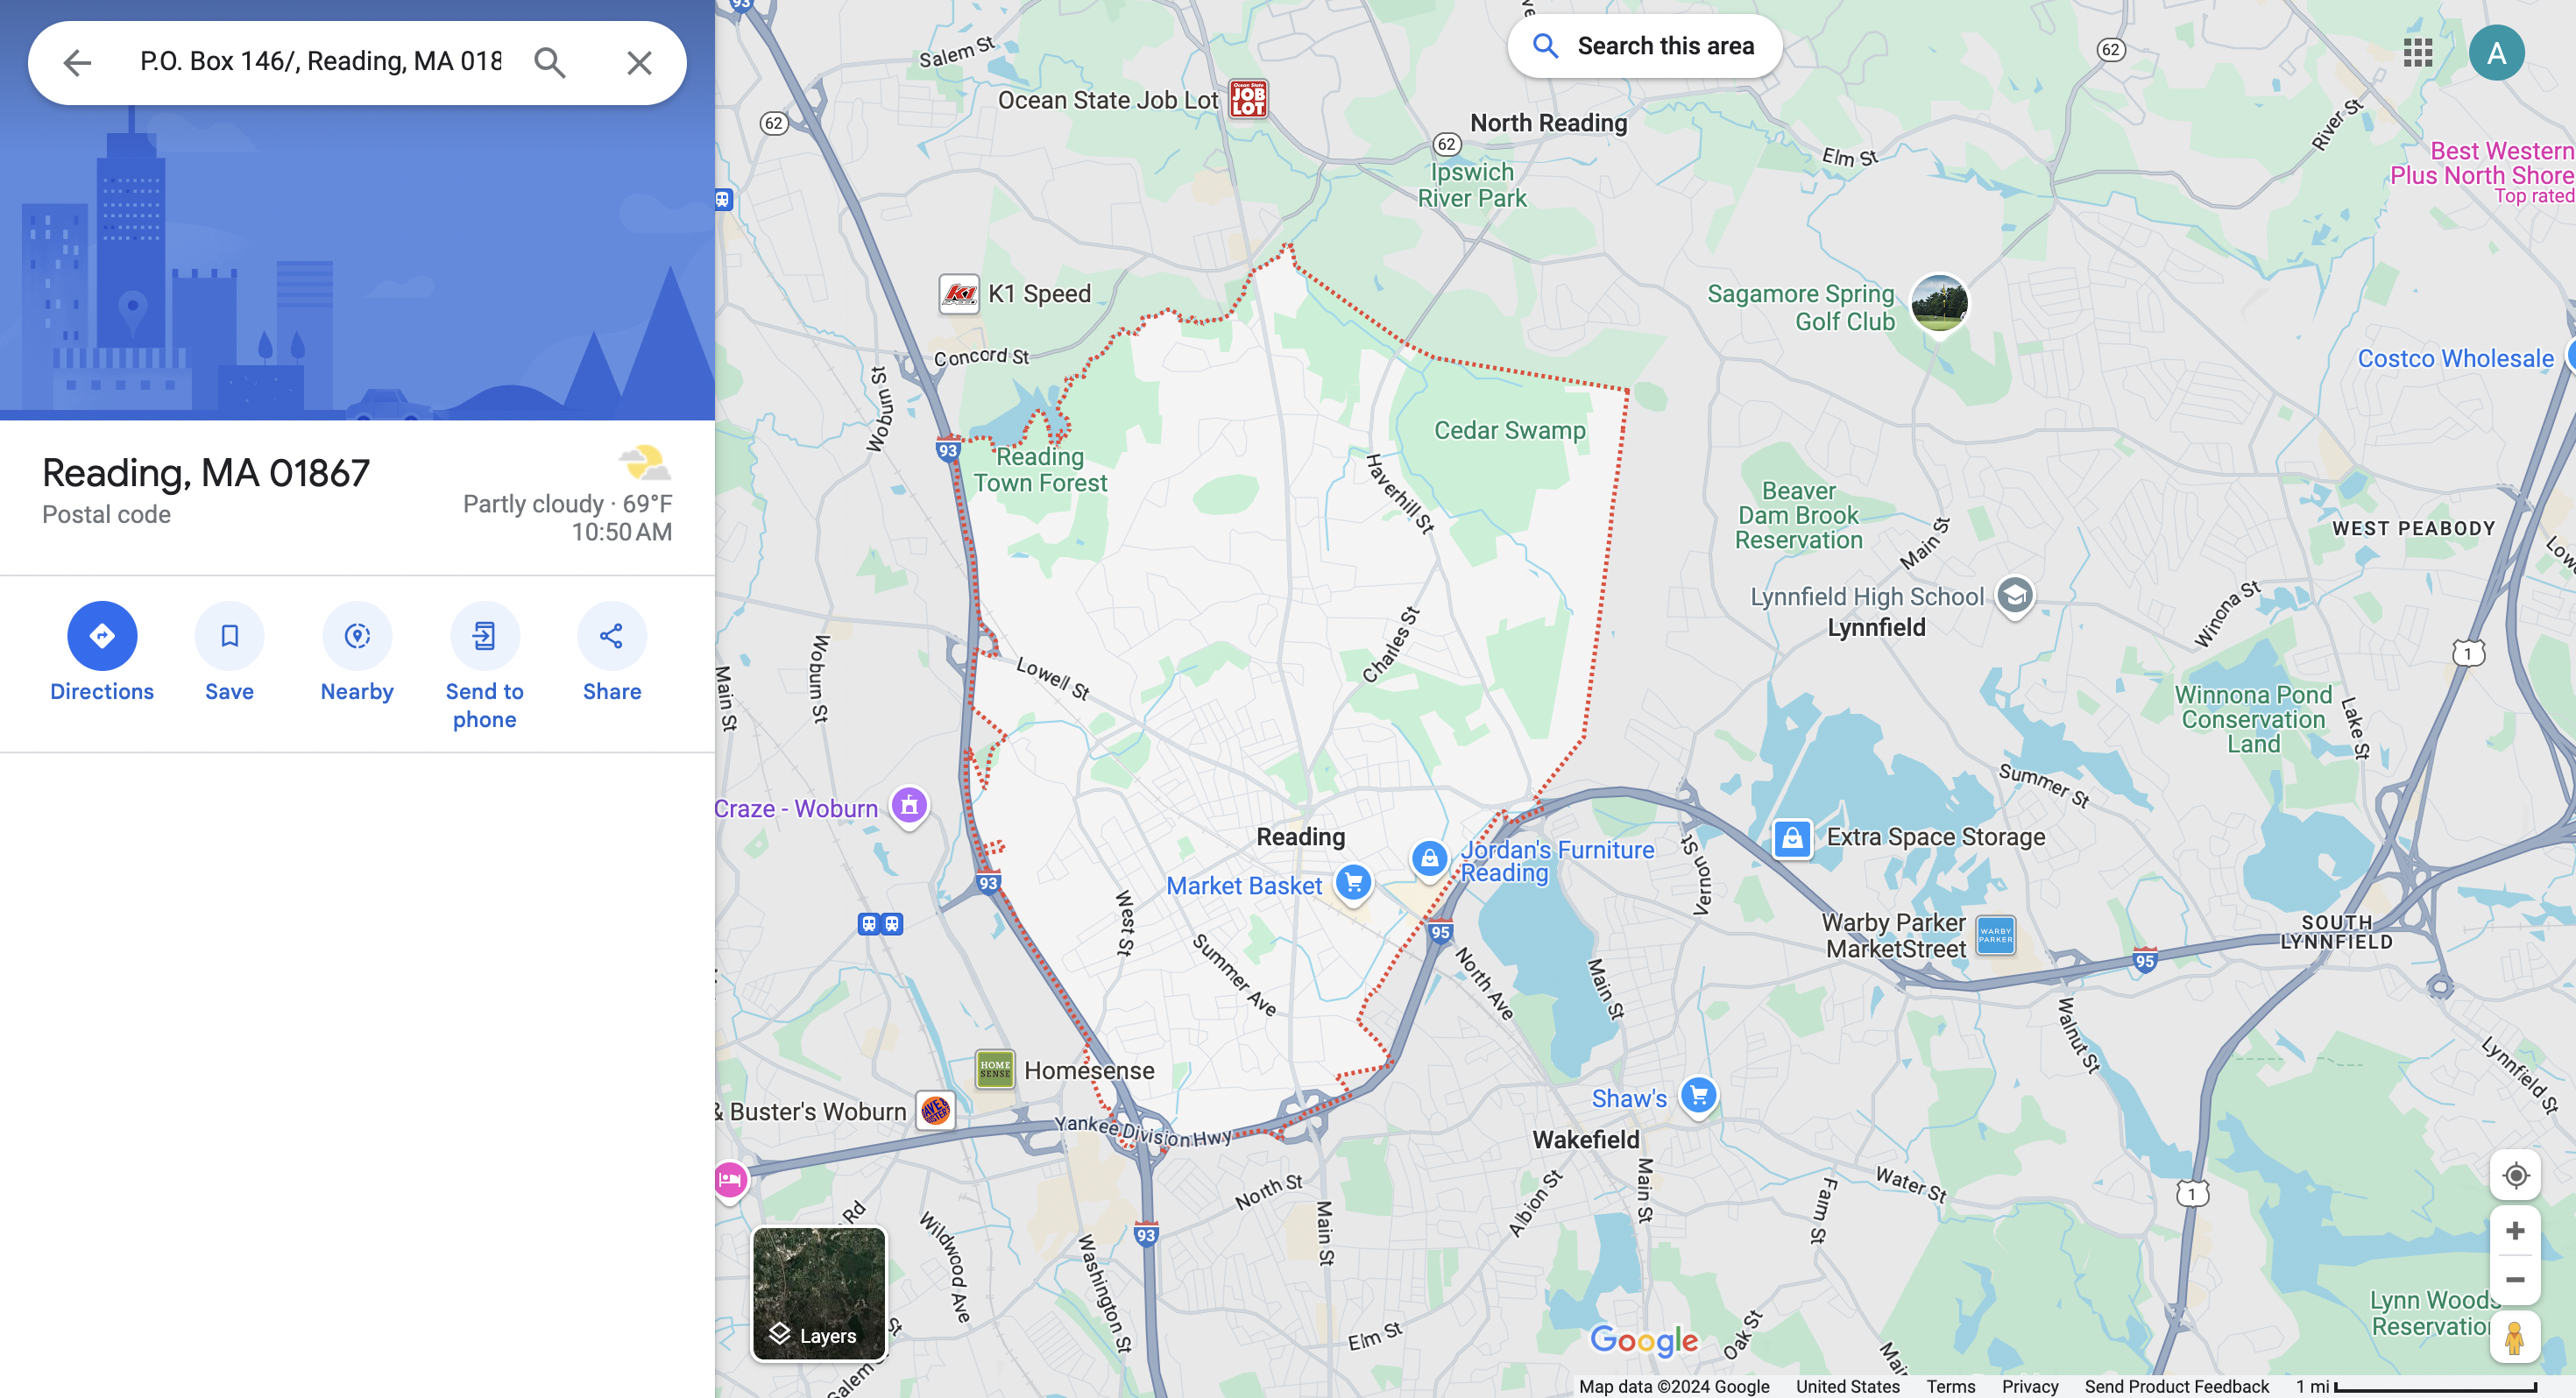 P.O. Box 146/, Reading, MA 018
Reading, MA 01867
Postal code
Partly cloudy · 69°F
10:50 AM
Directions
Save
Nearby
Send to
phone
Share
Search this area
A
93
62
Salem St
Ocean State Job Lot
Ocean State
JOB
LOT
North Reading
62
62
Ipswich
River Park
Elm St
River St
Best Western
Plus North Shore
Top rated
K1 Speed
Concord St
Woburn St
Sagamore Spring
Golf Club
Costco Wholesale
93
Reading
Town Forest
Cedar Swamp
Haverhill St
Beaver
Dam Brook
Reservation
Main St
WEST PEABODY
Lynnfield High School
Lynnfield
Winona St
1
Woburn St
Main St
Lowell St
Charles St
Winnona Pond
Conservation
Land
Lake St
Summer St
Craze - Woburn
Reading
Jordan's Furniture
Reading
Market Basket
Vernon St
Extra Space Storage
93
West St
Summer Ave
95
North Ave
Main St
Warby Parker
MarketStreet
WARBY
PARKER
95
SOUTH
LYNNFIELD
Walnut St
Lynnfield St
HOME
SENSE
Homesense
& Buster's Woburn
Yankee Division Hwy
Shaw's
Wakefield
North St
Main St
Albion St
Main St
Water St
Farm St
1
Rd
Wildwood Ave
Washington St
93
Layers
St
Salem St
Elm St
Google
Oak St
Lynn Woods
Reservation
Map data ©2024 Google
United States
Terms
Privacy
Send Product Feedback
1 mi